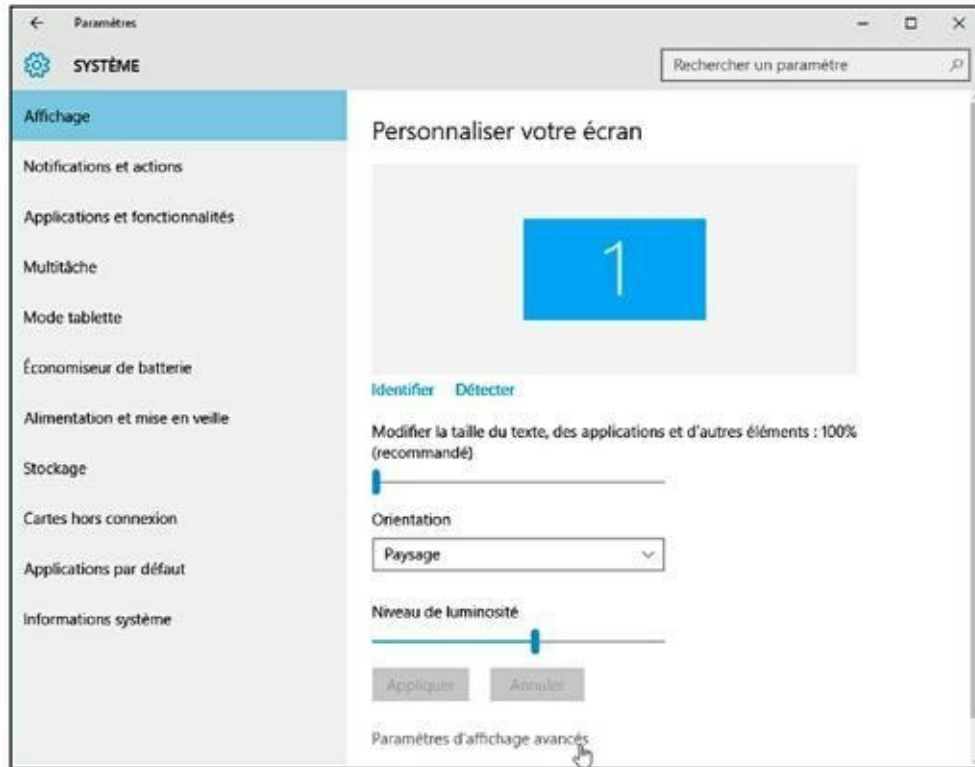 Paramètres
SYSTÈME
Rechercher un paramètre
Affichage
Notifications et actions
Applications et fonctionnalités
Multitâche
Mode tablette
Économiseur de batterie
Alimentation et mise en veille
Stockage
Cartes hors connexion
Applications par défaut
Informations système
Personnaliser votre écran
1
Identifier Détecter
Modifier la taille du texte, des applications et d'autres éléments : 100%
(recommandé)
Orientation
Paysage
Niveau de luminosité
Appliquer Annuler
Paramètres d'affichage avancés